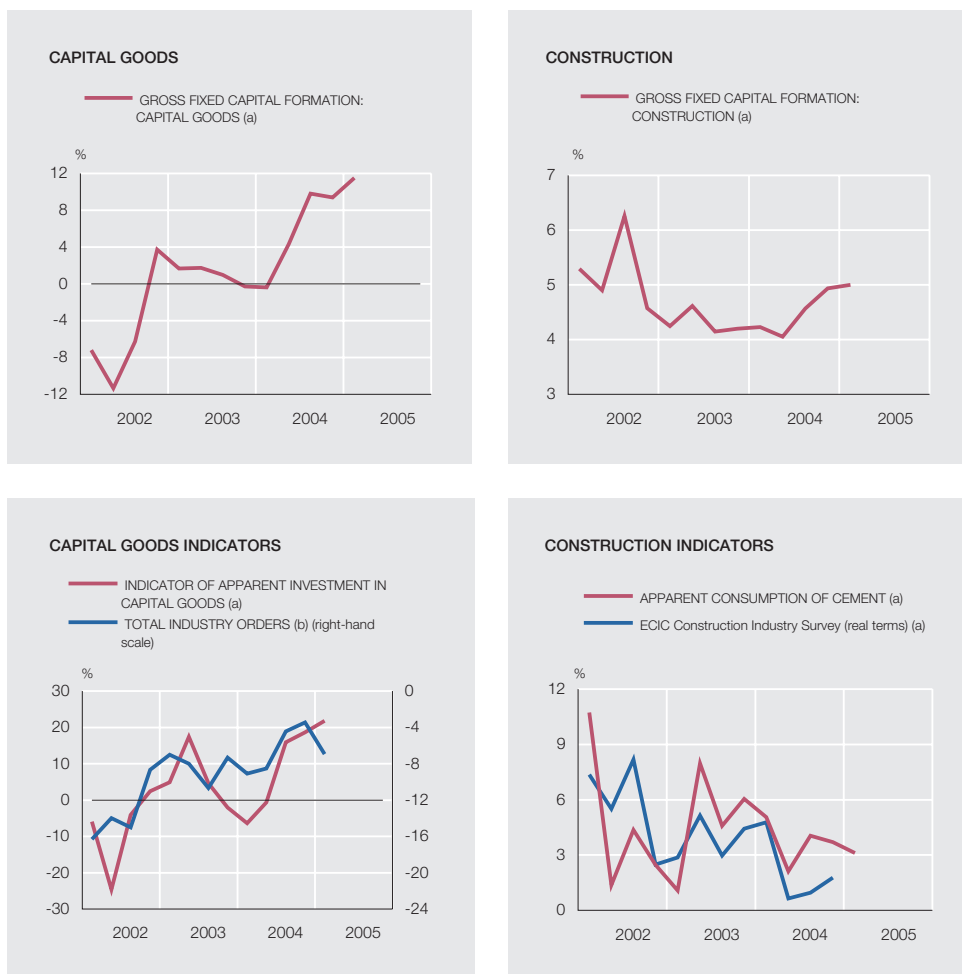 CAPITAL GOODS
GROSS FIXED CAPITAL FORMATION:
CAPITAL GOODS (a)
%
12
8
4
0
-4
-8
-12
2002 2003 2004 2005
CONSTRUCTION
GROSS FIXED CAPITAL FORMATION:
CONSTRUCTION (a)
%
7
6
5
4
3
2002 2003 2004 2005
CAPITAL GOODS INDICATORS
INDICATOR OF APPARENT INVESTMENT IN
CAPITAL GOODS (a)
TOTAL INDUSTRY ORDERS (b) (right-hand
scale)
%
30 0
20 -4
10 -8
0 -12
-10 -16
-20 -20
-30 -24
2002 2003 2004 2005
CONSTRUCTION INDICATORS
APPARENT CONSUMPTION OF CEMENT (a)
ECIC Construction Industry Survey (real terms) (a)
%
12
9
6
3
0
2002 2003 2004 2005